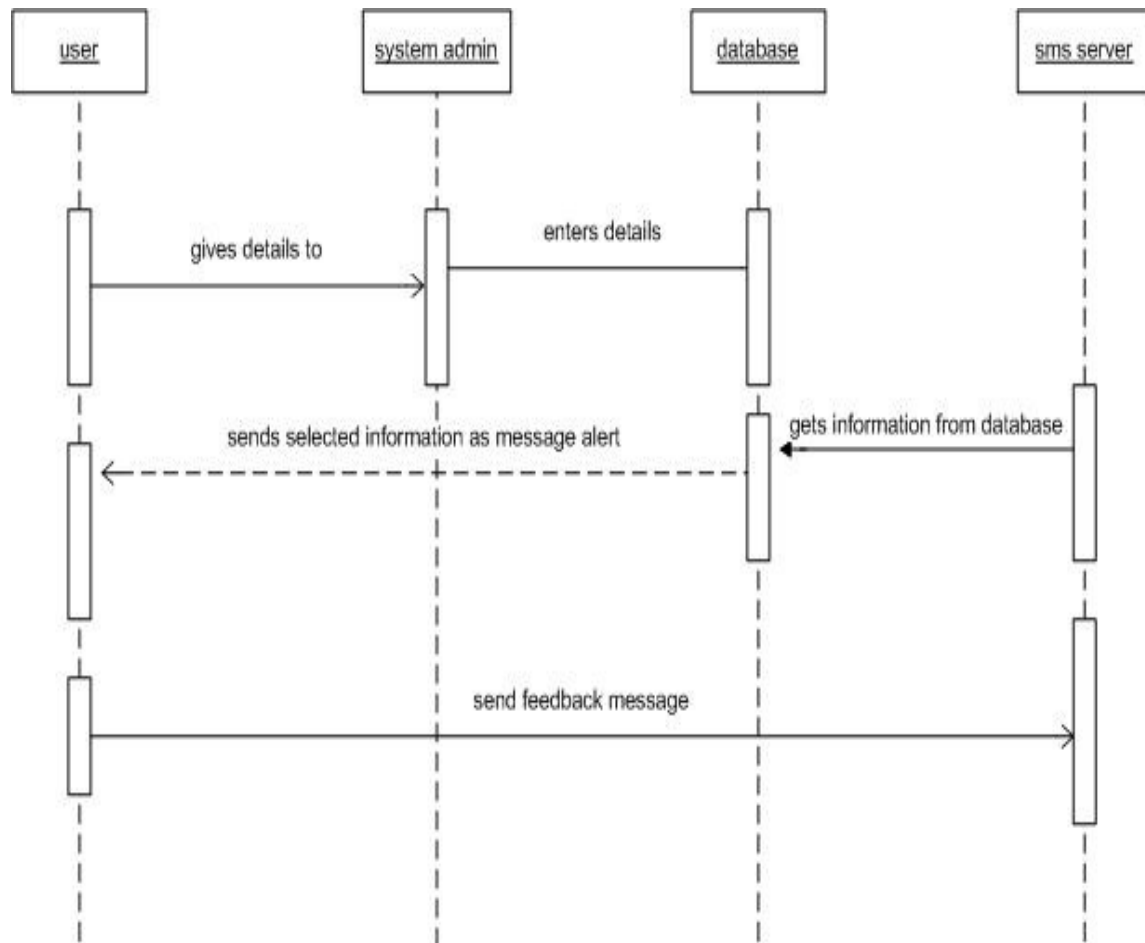 user
system admin
database
sms server
enters details
gives details to
gets information from database
sends selected information as message alert
send feedback message